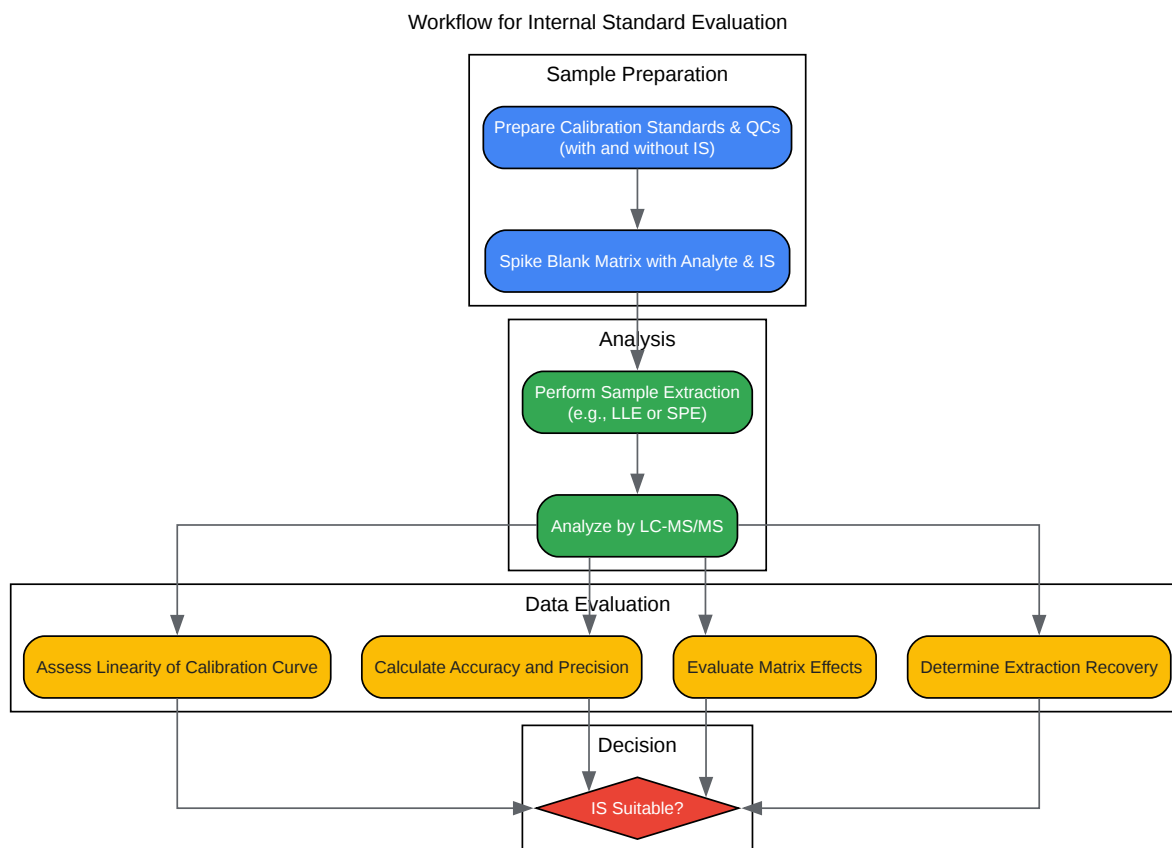 Workflow for Internal Standard Evaluation
Sample Preparation
Prepare Calibration Standards & QCs
(with and without IS)
Spike Blank Matrix with Analyte & IS
Analysis
Perform Sample Extraction
(e.g., LLE or SPE)
Analyze by LC-MS/MS
Data Evaluation
Assess Linearity of Calibration Curve
Calculate Accuracy and Precision
Evaluate Matrix Effects
Determine Extraction Recovery
Decision
IS Suitable?